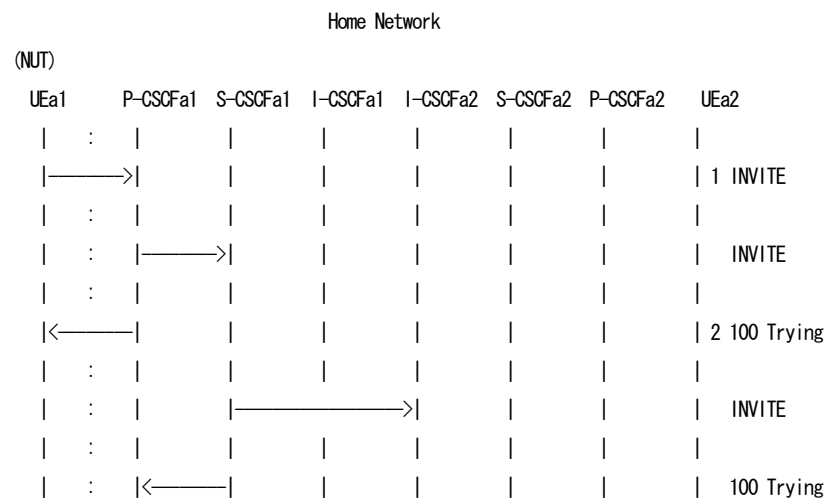 Home Network
(NUT)
UEa1 P-CSCFa1 S-CSCFa1 I-CSCFa1 I-CSCFa2 S-CSCFa2 P-CSCFa2 UEa2
| : | | | | | | |
|———————>| | | | | | | 1 INVITE
| : | | | | | | |
| : |———————>| | | | | | INVITE
| : | | | | | | |
|<———————| | | | | | | 2 100 Trying
| : | | | | | | |
| : | |————————————————>| | | | INVITE
| : | | | | | | |
| : |<———————| | | | | | 100 Trying